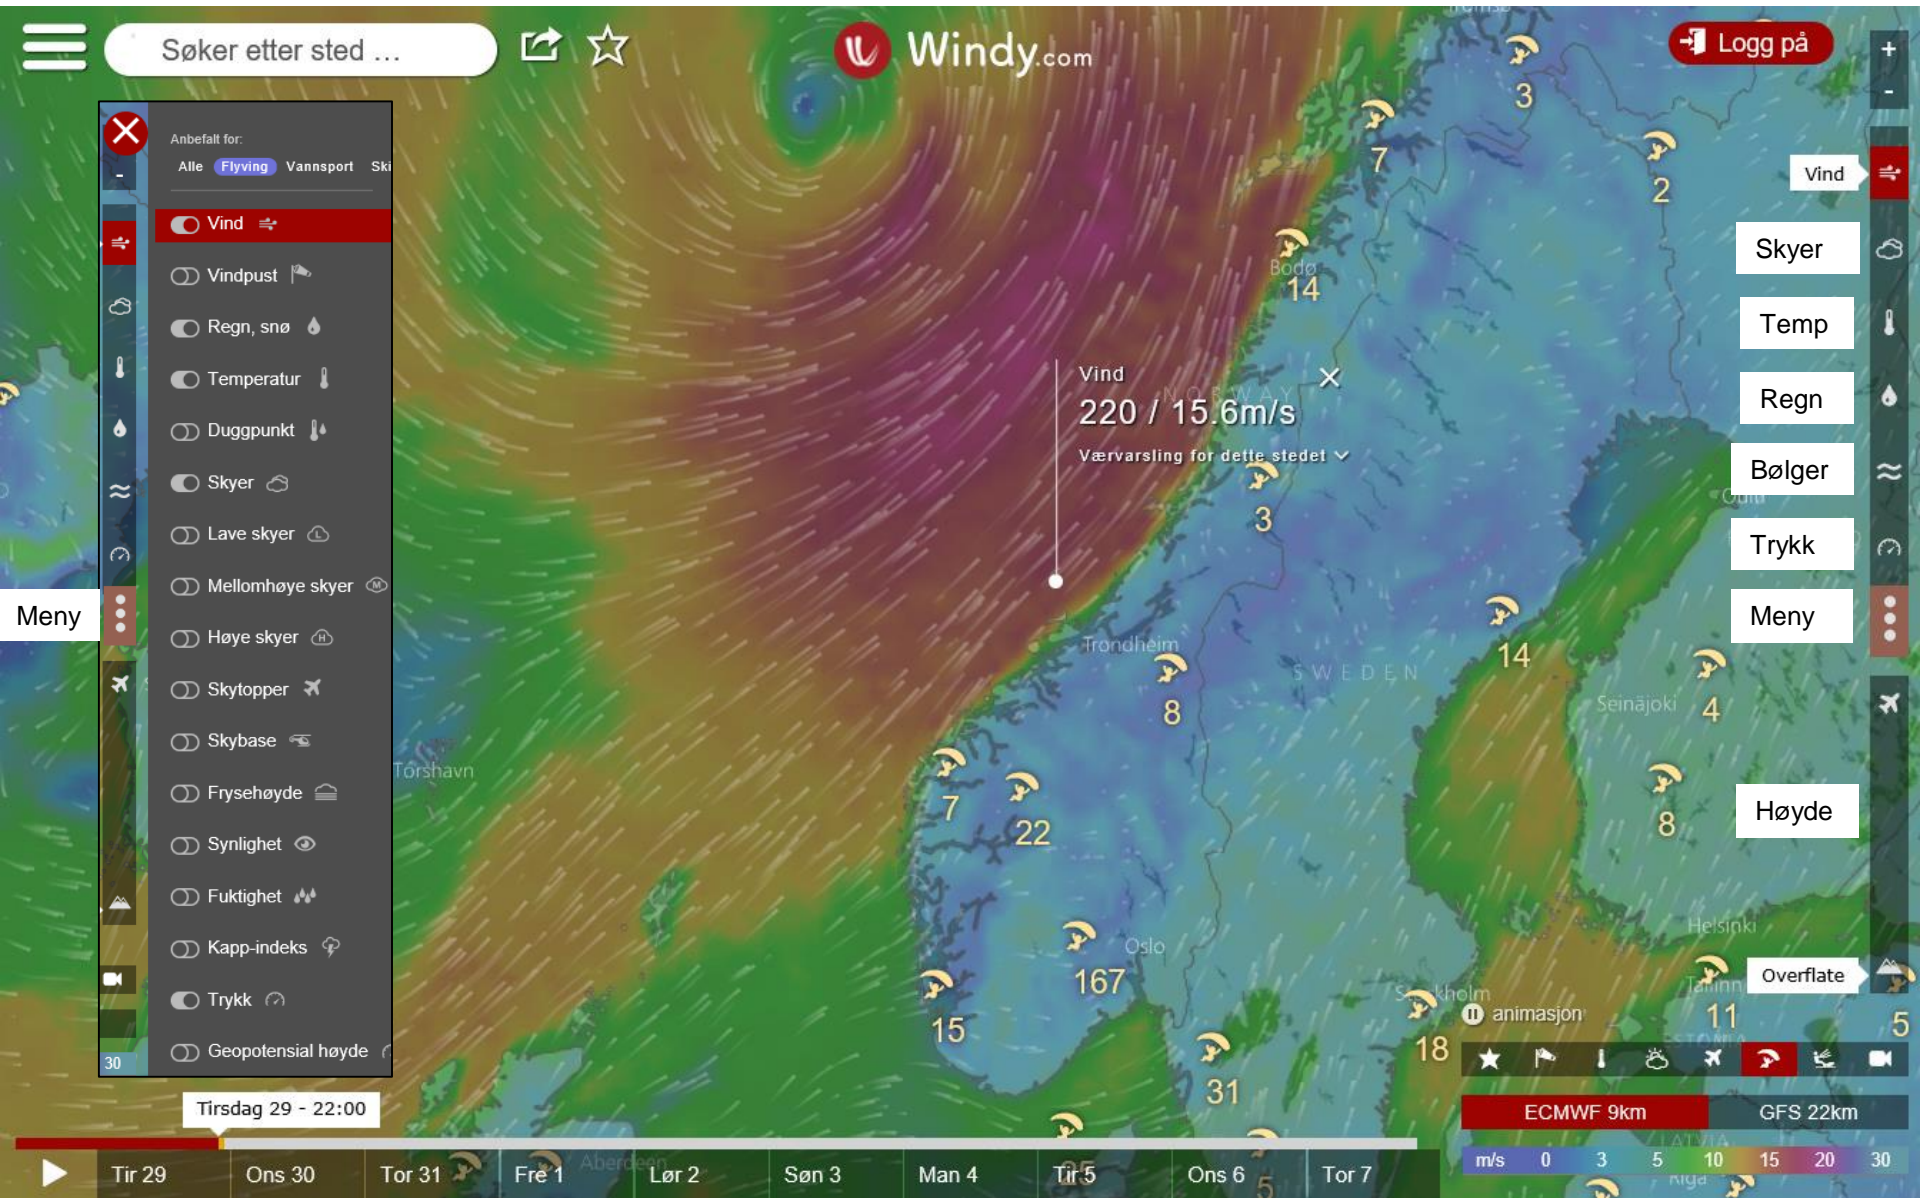 Søker etter sted ...
Windy.com
Logg på
+
-
Anbefalt for:
Alle Flyving Vannsport Ski
-
Vind
Vindpust
Regn, snø
Temperatur
Duggpunkt
Skyer
Lave skyer L
Mellomhøye skyer M
Høye skyer H
Skytopper
Skybase
Frysehøyde
Synlighet
Fuktighet
Kapp-indeks
Trykk
Geopotensial høyde
30
Meny
Vind
Skyer
Temp
Regn
Bølger
Trykk
Meny
Høyde
Overflate
Vind
220 / 15.6m/s
Værvarsling for dette stedet
NORWAY
SWEDEN
Bodø
Trondheim
Oslo
Tórshavn
Seinäjoki
Helsinki
Tallinn
ESTONIA
LATVIA
Riga
3
7
2
14
3
14
8
4
8
7
22
167
15
31
18
11
5
5
animasjon
ECMWF 9km GFS 22km
m/s 0 3 5 10 15 20 30
Tirsdag 29 - 22:00
Tir 29 Ons 30 Tor 31 Fre 1 Lør 2 Søn 3 Man 4 Tir 5 Ons 6 Tor 7